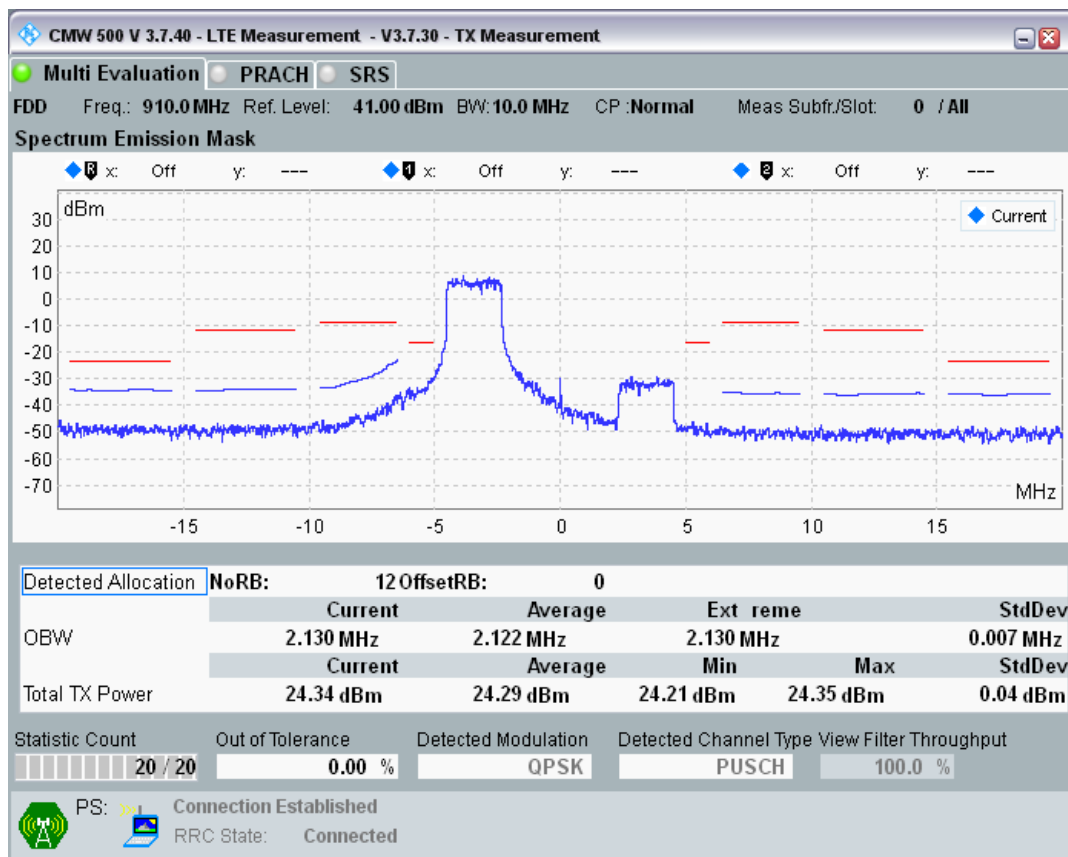 CMW 500 V 3.7.40 - LTE Measurement - V3.7.30 - TX Measurement
Multi Evaluation PRACH SRS
FDD Freq.: 910.0 MHz Ref. Level: 41.00 dBm BW: 10.0 MHz CP :Normal Meas Subfr./Slot: 0 / All
Spectrum Emission Mask
R x: Off y: --- 1 x: Off y: --- 2 x: Off y: ---
dBm
Current
30
20
10
0
-10
-20
-30
-40
-50
-60
-70
MHz
-15 -10 -5 0 5 10 15
Detected Allocation NoRB: 12 OffsetRB: 0
Current Average Ext reme StdDev
OBW 2.130 MHz 2.122 MHz 2.130 MHz 0.007 MHz
Current Average Min Max StdDev
Total TX Power 24.34 dBm 24.29 dBm 24.21 dBm 24.35 dBm 0.04 dBm
Statistic Count Out of Tolerance Detected Modulation Detected Channel Type View Filter Throughput
20 / 20 0.00 % QPSK PUSCH 100.0 %
PS: Connection Established
RRC State: Connected